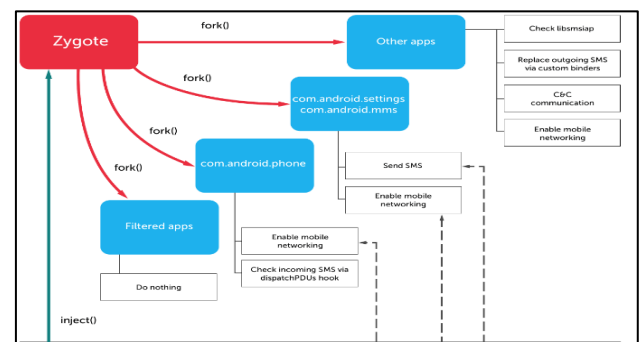 fork()
Zygote
Other apps
Check libsmsiap
Replace outgoing SMS
via custom binders
C&C
communication
Enable mobile
networking
fork()
com.android.settings
com.android.mms
fork()
com.android.phone
Send SMS
Enable mobile
networking
fork()
Filtered apps
Enable mobile
networking
Check incoming SMS via
dispatchPDUs hook
Do nothing
inject()